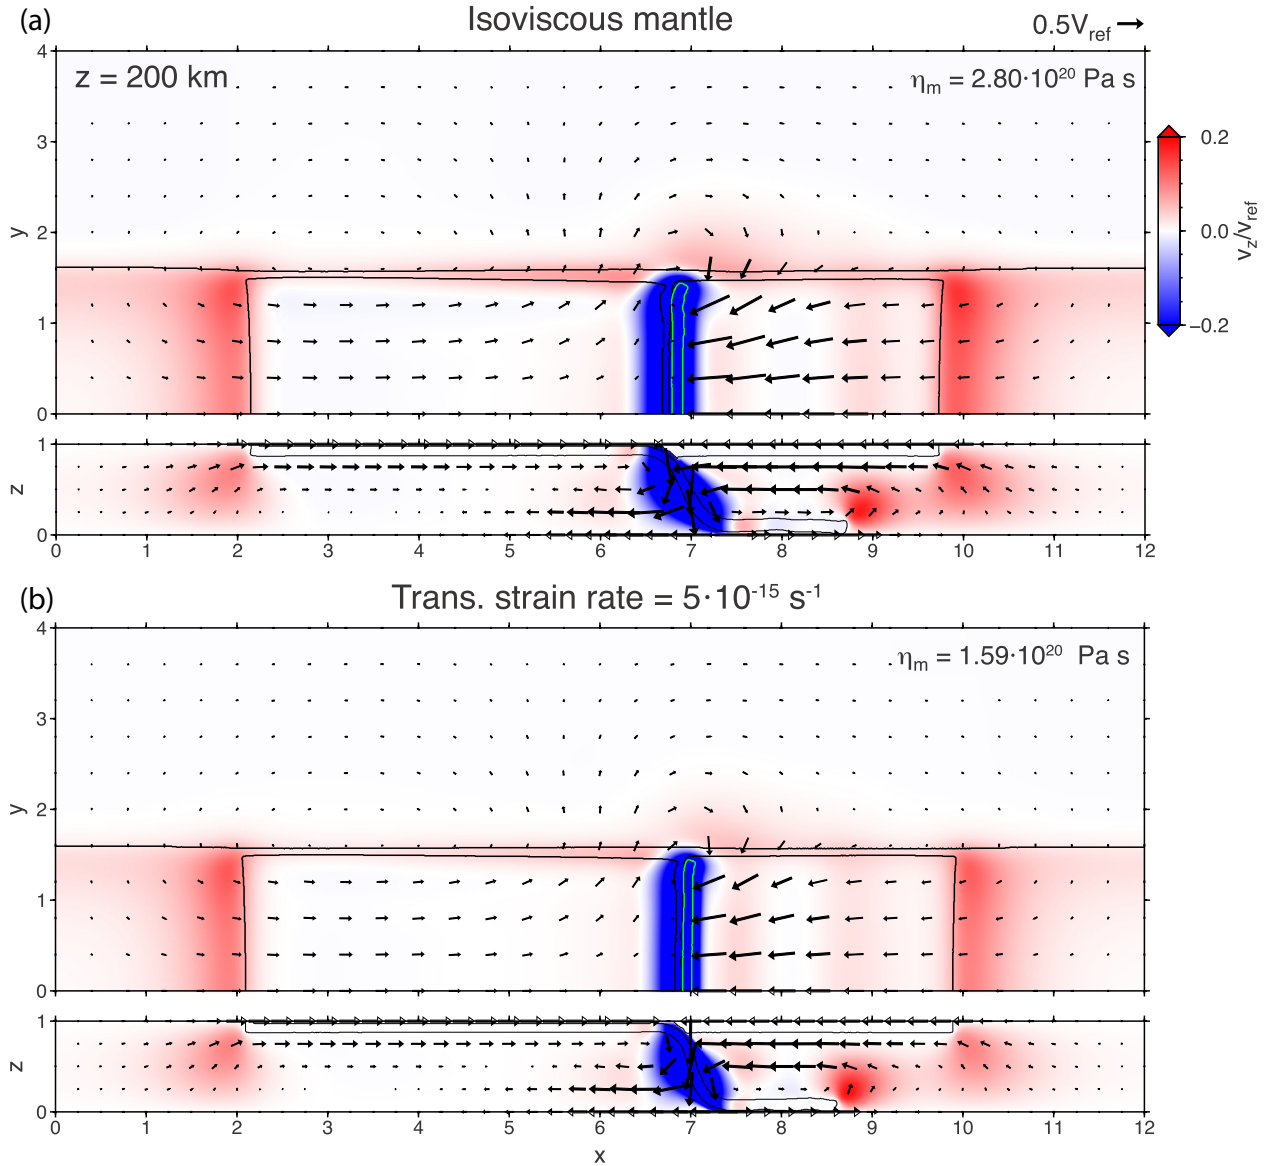 (a)
Isoviscous mantle
0.5V_ref
z = 200 km
η_m = 2.80·10^20 Pa s
4
3
2
1
0
y
0.2
0.0
−0.2
v_z/v_ref
1
0
z
0 1 2 3 4 5 6 7 8 9 10 11 12
(b)
Trans. strain rate = 5·10^-15 s^-1
η_m = 1.59·10^20 Pa s
4
3
2
1
0
y
1
0
z
0 1 2 3 4 5 6 7 8 9 10 11 12
x